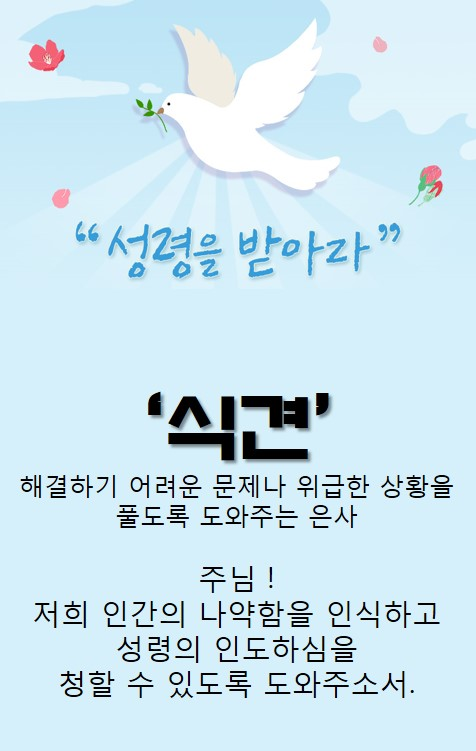 “성령을 받아라”
‘식견’
해결하기 어려운 문제나 위급한 상황을
풀도록 도와주는 은사
주님 !
저희 인간의 나약함을 인식하고
성령의 인도하심을
청할 수 있도록 도와주소서.